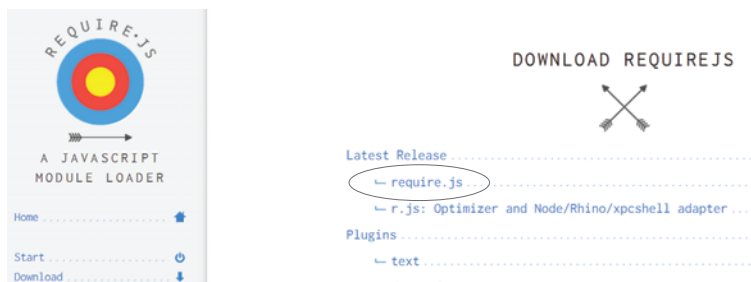 REQUIRE.JS
A JAVASCRIPT
MODULE LOADER
Home
Start
Download
DOWNLOAD REQUIREJS
Latest Release
require.js
r.js: Optimizer and Node/Rhino/xpcshell adapter
Plugins
text